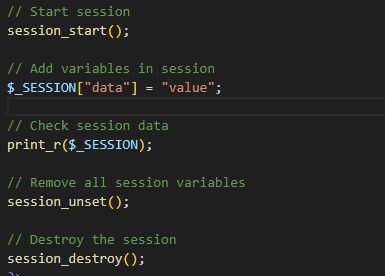 // Start session
session_start();
// Add variables in session
$_SESSION["data"] = "value";
// Check session data
print_r($_SESSION);
// Remove all session variables
session_unset();
// Destroy the session
session_destroy();